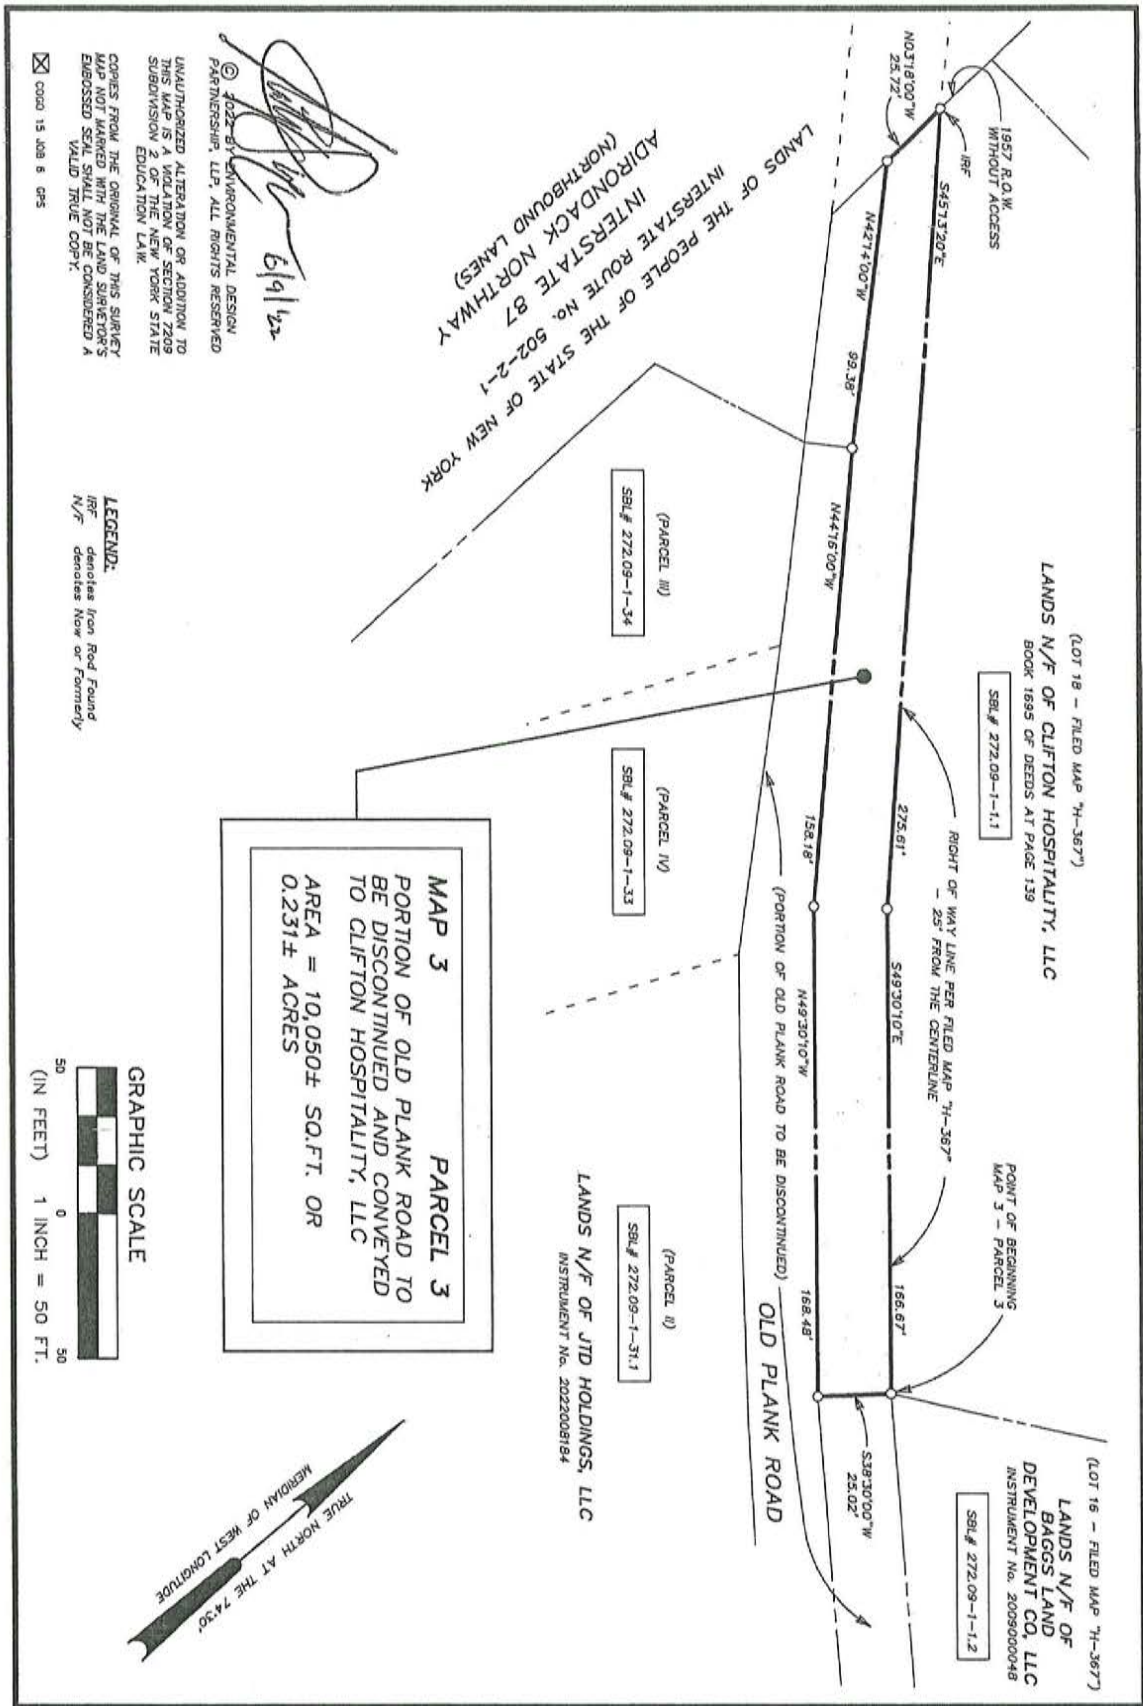 (LOT 18 – FILED MAP "H–367")
LANDS N/F OF CLIFTON HOSPITALITY, LLC
BOOK 1695 OF DEEDS AT PAGE 139
SBL# 272.09–1–1.1
(LOT 16 – FILED MAP "H–367")
LANDS N/F OF
BAGGS LAND
DEVELOPMENT CO, LLC
INSTRUMENT No. 2009000048
SBL# 272.09–1–1.2
1957 R.O.W.
WITHOUT ACCESS
IRF
N03°18'00"W
25.72'
S45°13'20"E
275.61'
RIGHT OF WAY LINE PER FILED MAP "H–367"
– 25' FROM THE CENTERLINE
S49°30'10"E
166.67'
POINT OF BEGINNING
MAP 3 – PARCEL 3
N42°14'00"W
99.38'
N44°16'00"W
158.18'
N49°30'10"W
168.48'
S38°30'00"W
25.02'
(PORTION OF OLD PLANK ROAD TO BE DISCONTINUED)
OLD PLANK ROAD
LANDS OF THE PEOPLE OF THE STATE OF NEW YORK
INTERSTATE ROUTE No. 502–2–1
INTERSTATE 87
ADIRONDACK NORTHWAY
(NORTHBOUND LANES)
(PARCEL III)
SBL# 272.09–1–34
(PARCEL IV)
SBL# 272.09–1–33
(PARCEL II)
SBL# 272.09–1–31.1
LANDS N/F OF JTD HOLDINGS, LLC
INSTRUMENT No. 2022008184
MAP 3 PARCEL 3
PORTION OF OLD PLANK ROAD TO
BE DISCONTINUED AND CONVEYED
TO CLIFTON HOSPITALITY, LLC
AREA = 10,050± SQ.FT. OR
0.231± ACRES
6/9/22
© 2022 BY ENVIRONMENTAL DESIGN
PARTNERSHIP, LLP, ALL RIGHTS RESERVED
UNAUTHORIZED ALTERATION OR ADDITION TO
THIS MAP IS A VIOLATION OF SECTION 7209
SUBDIVISION 2 OF THE NEW YORK STATE
EDUCATION LAW.
COPIES FROM THE ORIGINAL OF THIS SURVEY
MAP NOT MARKED WITH THE LAND SURVEYOR'S
EMBOSSED SEAL SHALL NOT BE CONSIDERED A
VALID TRUE COPY.
COGO 15 JOB 6 GPS
LEGEND:
IRF denotes Iron Rod Found
N/F denotes Now or Formerly
GRAPHIC SCALE
50 0 50
(IN FEET) 1 INCH = 50 FT.
TRUE NORTH AT THE 74°30'
MERIDIAN OF WEST LONGITUDE